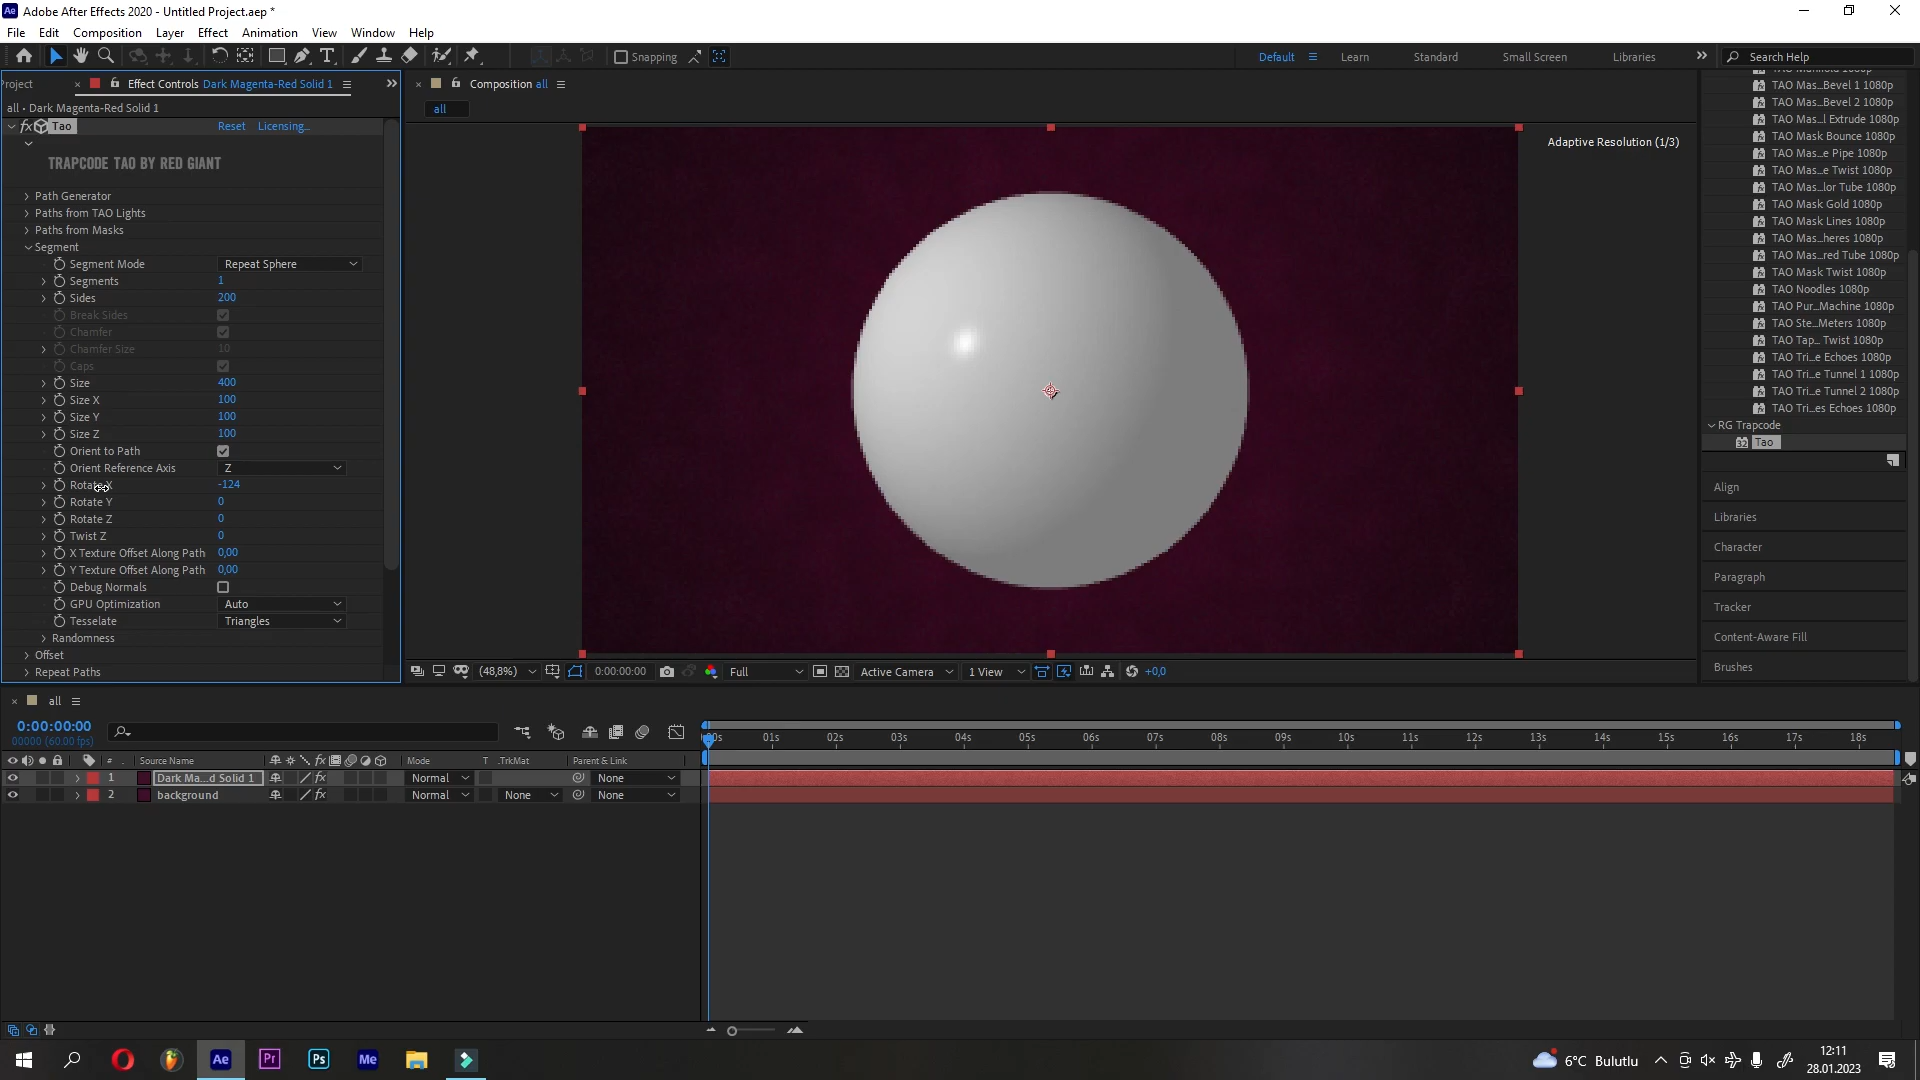 Adobe After Effects 2020 - Untitled Project.aep *
File Edit Composition Layer Effect Animation View Window Help
Snapping Default Learn Standard Small Screen Libraries Search Help
roject Effect Controls Dark Magenta-Red Solid 1
all • Dark Magenta-Red Solid 1
Tao Reset Licensing...
TRAPCODE TAO BY RED GIANT
Path Generator
Paths from TAO Lights
Paths from Masks
Segment
Segment Mode Repeat Sphere
Segments 1
Sides 200
Break Sides
Chamfer
Chamfer Size 10
Caps
Size 400
Size X 100
Size Y 100
Size Z 100
Orient to Path
Orient Reference Axis Z
Rotate X -124
Rotate Y 0
Rotate Z 0
Twist Z 0
X Texture Offset Along Path 0,00
Y Texture Offset Along Path 0,00
Debug Normals
GPU Optimization Auto
Tesselate Triangles
Randomness
Offset
Repeat Paths
Composition all
all
Adaptive Resolution (1/3)
(48,8%) 0:00:00:00 Full Active Camera 1 View +0,0
TAO Mas...Bevel 1 1080p
TAO Mas...Bevel 2 1080p
TAO Mas...l Extrude 1080p
TAO Mask Bounce 1080p
TAO Mas...e Pipe 1080p
TAO Mas...e Twist 1080p
TAO Mas...lor Tube 1080p
TAO Mask Gold 1080p
TAO Mask Lines 1080p
TAO Mas...heres 1080p
TAO Mas...red Tube 1080p
TAO Mask Twist 1080p
TAO Noodles 1080p
TAO Pur...Machine 1080p
TAO Ste...Meters 1080p
TAO Tap... Twist 1080p
TAO Tri...e Echoes 1080p
TAO Tri...e Tunnel 1 1080p
TAO Tri...e Tunnel 2 1080p
TAO Tri...es Echoes 1080p
RG Trapcode
32 Tao
Align
Libraries
Character
Paragraph
Tracker
Content-Aware Fill
Brushes
all
0:00:00:00
00000 (60.00 fps)
00s 01s 02s 03s 04s 05s 06s 07s 08s 09s 10s 11s 12s 13s 14s 15s 16s 17s 18s
# Source Name fx Mode T .TrkMat Parent & Link
1 Dark Ma...d Solid 1 fx Normal None
2 background fx Normal None None
Ae Pr Ps Me 6°C Bulutlu 12:11
28.01.2023